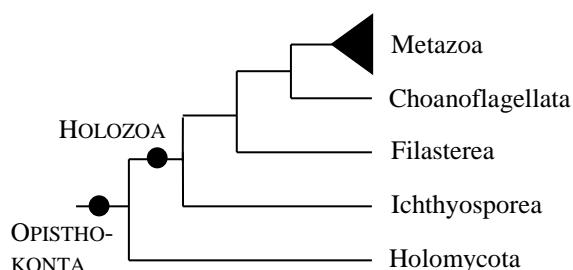 Metazoa
Choanoflagellata
HOLOZOA
Filasterea
Ichthyosporea
OPISTHO-
KONTA
Holomycota